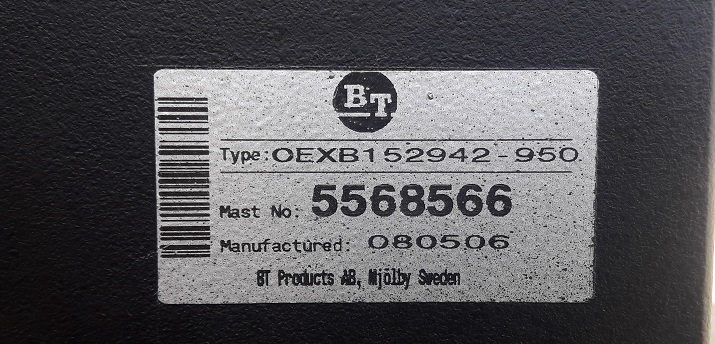 BT
Type: OEXB152942-950
Mast No: 5568566
Manufactured: 080506
BT Products AB, Mjölby Sweden